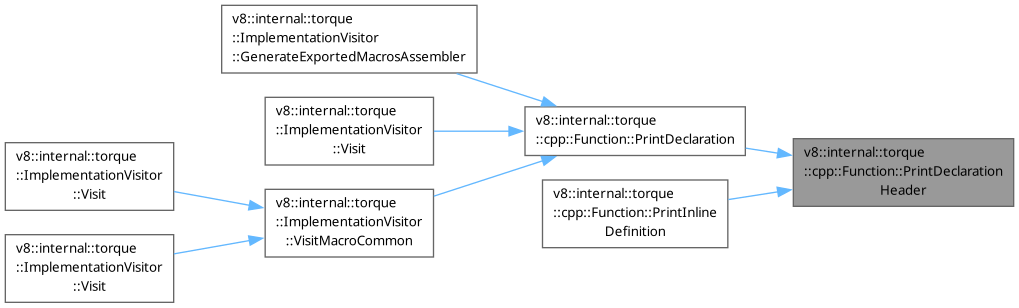 v8::internal::torque
::ImplementationVisitor
::GenerateExportedMacrosAssembler
v8::internal::torque
::ImplementationVisitor
::Visit
v8::internal::torque
::cpp::Function::PrintDeclaration
v8::internal::torque
::cpp::Function::PrintDeclaration
Header
v8::internal::torque
::ImplementationVisitor
::Visit
v8::internal::torque
::ImplementationVisitor
::VisitMacroCommon
v8::internal::torque
::cpp::Function::PrintInline
Definition
v8::internal::torque
::ImplementationVisitor
::Visit